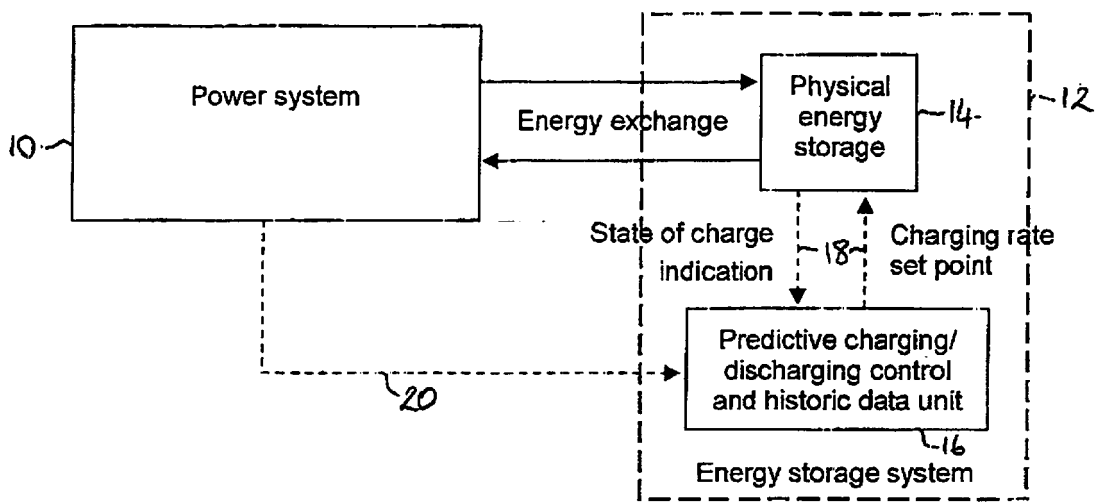 Power system
10
Energy exchange
Physical
energy
storage
14
12
State of charge
indication
18
Charging rate
set point
Predictive charging/
discharging control
and historic data unit
20
16
Energy storage system